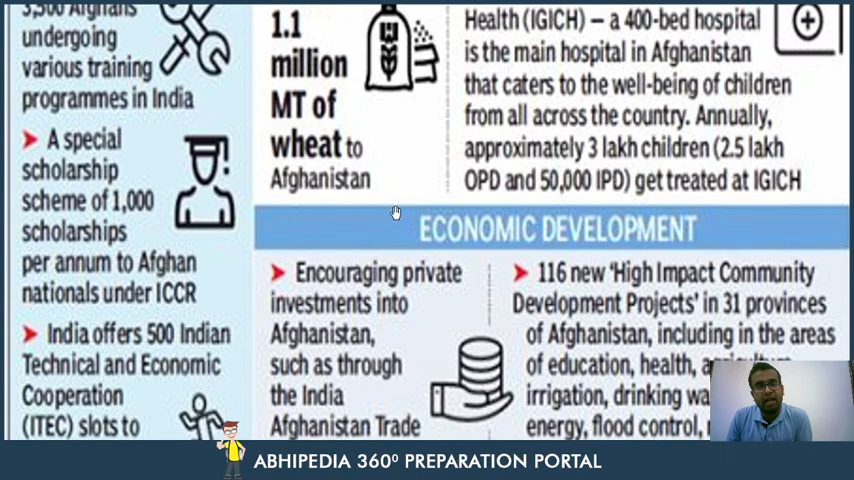 3,500 Afghans
undergoing
various training
programmes in India
➤ A special
scholarship
scheme of 1,000
scholarships
per annum to Afghan
nationals under ICCR
➤ India offers 500 Indian
Technical and Economic
Cooperation
(ITEC) slots to
1.1
million
MT of
wheat to
Afghanistan
Health (IGICH) — a 400-bed hospital
is the main hospital in Afghanistan
that caters to the well-being of children
from all across the country. Annually,
approximately 3 lakh children (2.5 lakh
OPD and 50,000 IPD) get treated at IGICH
ECONOMIC DEVELOPMENT
➤ Encouraging private
investments into
Afghanistan,
such as through
the India
Afghanistan Trade
➤ 116 new ‘High Impact Community
Development Projects’ in 31 provinces
of Afghanistan, including in the areas
of education, health,
irrigation, drinking
energy, flood control,
ABHIPEDIA 360⁰ PREPARATION PORTAL